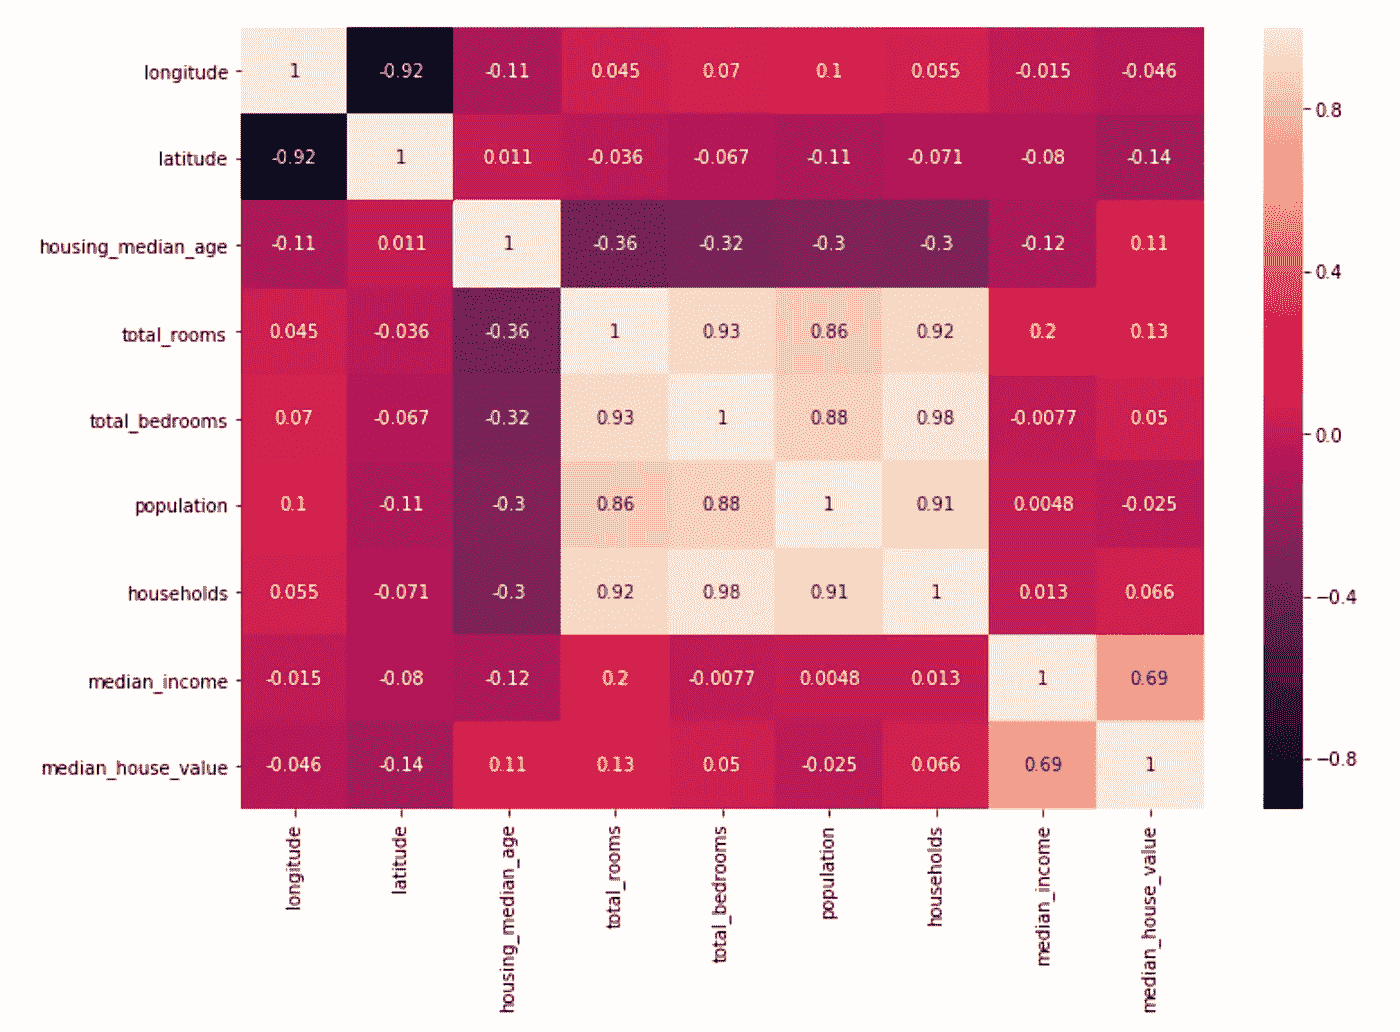 longitude 1 -0.92 -0.11 0.045 0.07 0.1 0.055 -0.015 -0.046
latitude -0.92 1 0.011 -0.036 -0.067 -0.11 -0.071 -0.08 -0.14
housing_median_age -0.11 0.011 1 -0.36 -0.32 -0.3 -0.3 -0.12 0.11
total_rooms 0.045 -0.036 -0.36 1 0.93 0.86 0.92 0.2 0.13
total_bedrooms 0.07 -0.067 -0.32 0.93 1 0.88 0.98 -0.0077 0.05
population 0.1 -0.11 -0.3 0.86 0.88 1 0.91 0.0048 -0.025
households 0.055 -0.071 -0.3 0.92 0.98 0.91 1 0.013 0.066
median_income -0.015 -0.08 -0.12 0.2 -0.0077 0.0048 0.013 1 0.69
median_house_value -0.046 -0.14 0.11 0.13 0.05 -0.025 0.066 0.69 1
longitude
latitude
housing_median_age
total_rooms
total_bedrooms
population
households
median_income
median_house_value
0.8
0.4
0.0
−0.4
−0.8